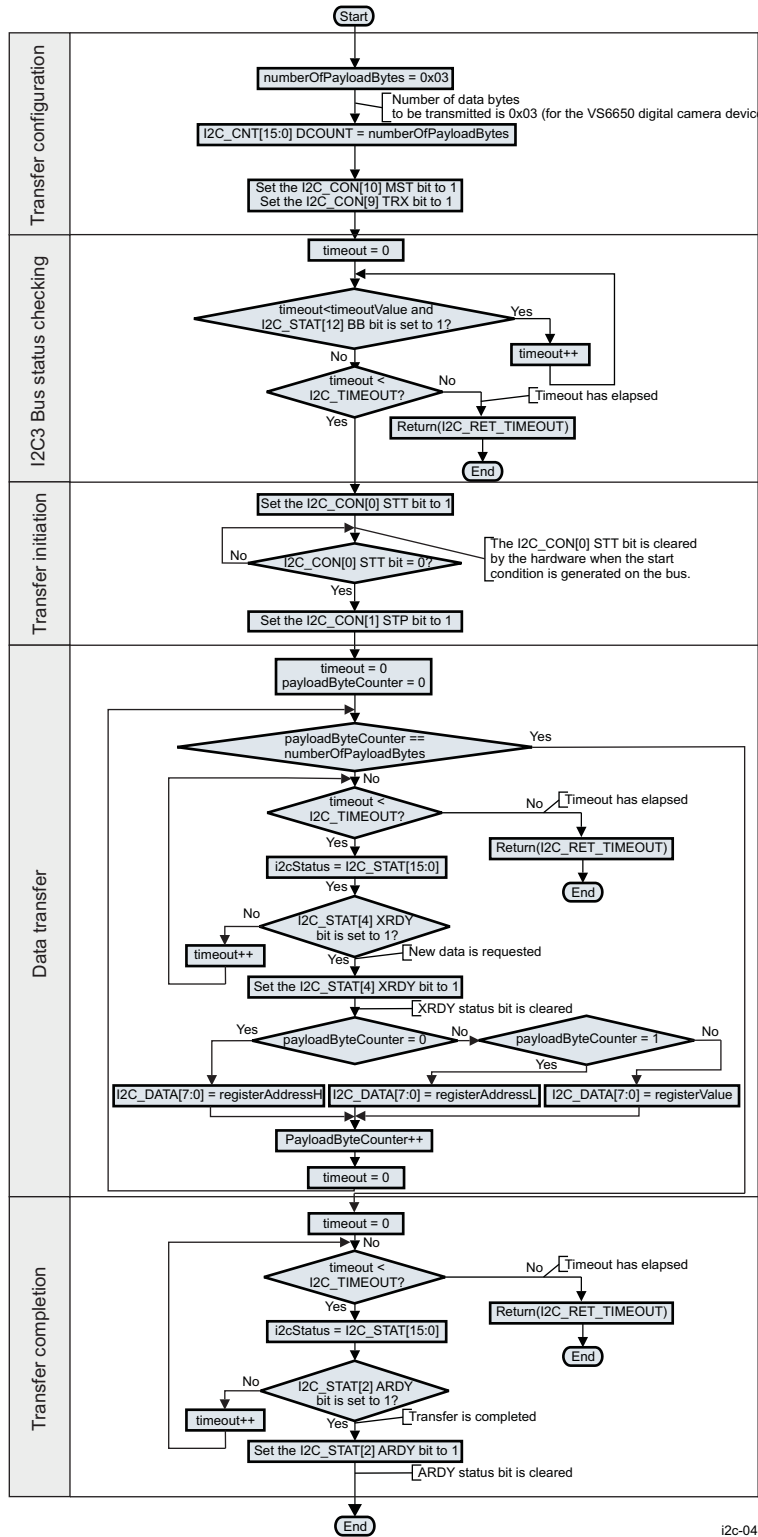 Start
Transfer configuration
numberOfPayloadBytes = 0x03
Number of data bytes
to be transmitted is 0x03 (for the VS6650 digital camera device
I2C_CNT[15:0] DCOUNT = numberOfPayloadBytes
Set the I2C_CON[10] MST bit to 1
Set the I2C_CON[9] TRX bit to 1
I2C3 Bus status checking
timeout = 0
timeout<timeoutValue and
I2C_STAT[12] BB bit is set to 1?
Yes
timeout++
No
timeout <
I2C_TIMEOUT?
No
Timeout has elapsed
Yes
Return(I2C_RET_TIMEOUT)
End
Transfer initiation
Set the I2C_CON[0] STT bit to 1
No
I2C_CON[0] STT bit = 0?
The I2C_CON[0] STT bit is cleared
by the hardware when the start
condition is generated on the bus.
Yes
Set the I2C_CON[1] STP bit to 1
Data transfer
timeout = 0
payloadByteCounter = 0
payloadByteCounter ==
numberOfPayloadBytes
Yes
No
timeout <
I2C_TIMEOUT?
No
Timeout has elapsed
Yes
Return(I2C_RET_TIMEOUT)
End
i2cStatus = I2C_STAT[15:0]
Yes
No
I2C_STAT[4] XRDY
bit is set to 1?
timeout++
Yes
New data is requested
Set the I2C_STAT[4] XRDY bit to 1
XRDY status bit is cleared
Yes
payloadByteCounter = 0
No
payloadByteCounter = 1
No
Yes
I2C_DATA[7:0] = registerAddressH
I2C_DATA[7:0] = registerAddressL
I2C_DATA[7:0] = registerValue
PayloadByteCounter++
timeout = 0
Transfer completion
timeout = 0
No
timeout <
I2C_TIMEOUT?
No
Timeout has elapsed
Yes
Return(I2C_RET_TIMEOUT)
End
i2cStatus = I2C_STAT[15:0]
No
I2C_STAT[2] ARDY
bit is set to 1?
timeout++
Yes
Transfer is completed
Set the I2C_STAT[2] ARDY bit to 1
ARDY status bit is cleared
End
i2c-04